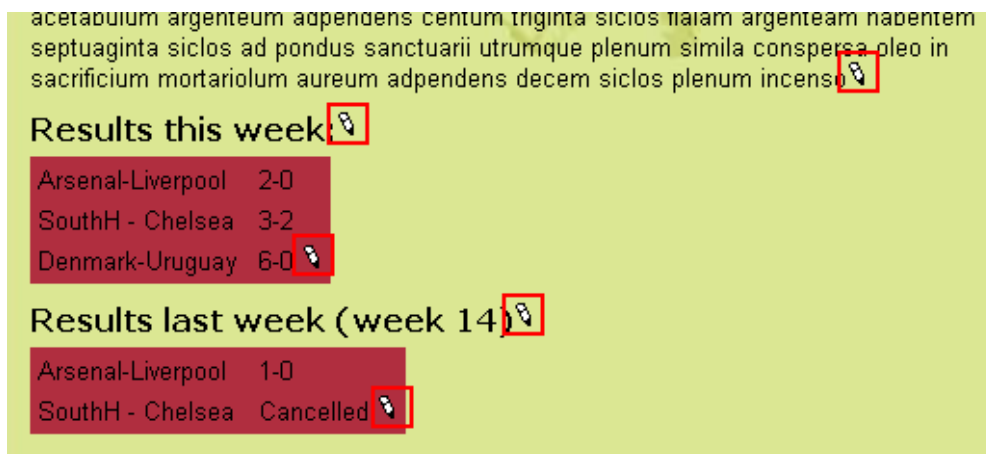 acetabulum argenteum adpendens centum triginta siclos fialam argenteam habentem
septuaginta siclos ad pondus sanctuarii utrumque plenum simila conspersa oleo in
sacrificium mortariolum aureum adpendens decem siclos plenum incenso
Results this week:
Arsenal-Liverpool 2-0
SouthH - Chelsea 3-2
Denmark-Uruguay 6-0
Results last week (week 14)
Arsenal-Liverpool 1-0
SouthH - Chelsea Cancelled